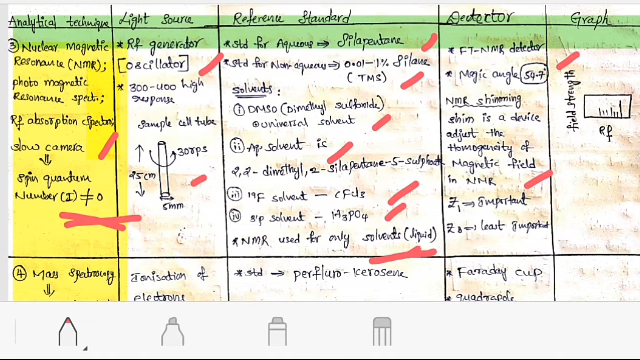 Analytical technique
Light Source
Reference Standard
Detector
Graph
③ Nuclear Magnetic
Resonance (NMR);
photo magnetic
Resonance spect.;
Rf absorption spectro;
slow camera
⇓
Spin quantum
Number (I) ≠ 0
* Rf generator
[oscillator]
* 300-400 high
response
sample cell tube
30rps
25cm
5mm
* std for Aqueous → Silapentane
* std for Non-aqueous ⇒ 0.01-1% Silane
(TMS)
Solvents:
① DMSO (Dimethyl sulfoxide)
universal solvent
ii) Aq. solvent is
2,2-dimethyl, 2-silapentane-5-sulphate
iii) 19F solvent - CFCl3
iv) 31p solvent - H3PO4
* NMR used for only solvents (liquid)
* FT-NMR detector
* Majic angle 54.7
NMR shimming
shim is a device
adjust the
Homogeneity of
Magnetic field
in NMR
Z1 ⇒ Important
⇒ least Important
field strength
Rf
④ Mass Spectroscopy
Ionisation of
electrons
* std ⇒ perfluro-kerosene
* Faraday cup
* quadrapole